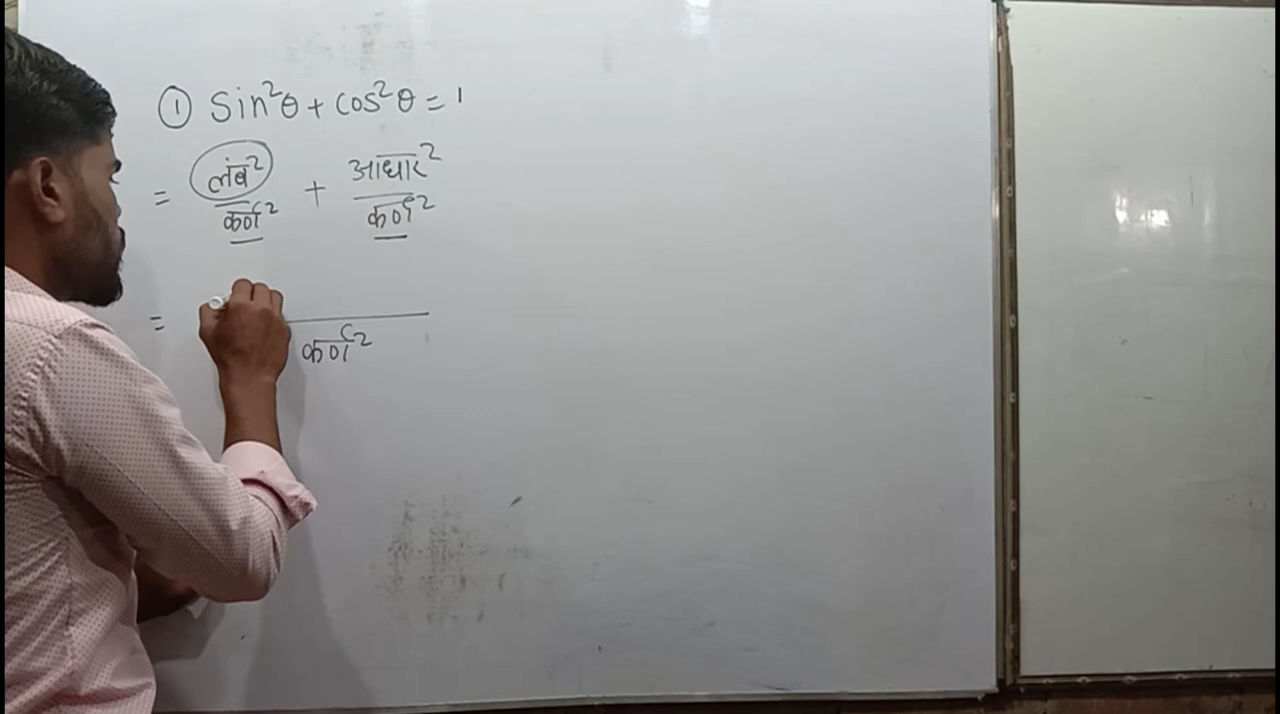 ① Sin²θ + cos²θ = 1
= लंब²/कर्ण² + आधार²/कर्ण²
= /कर्ण²